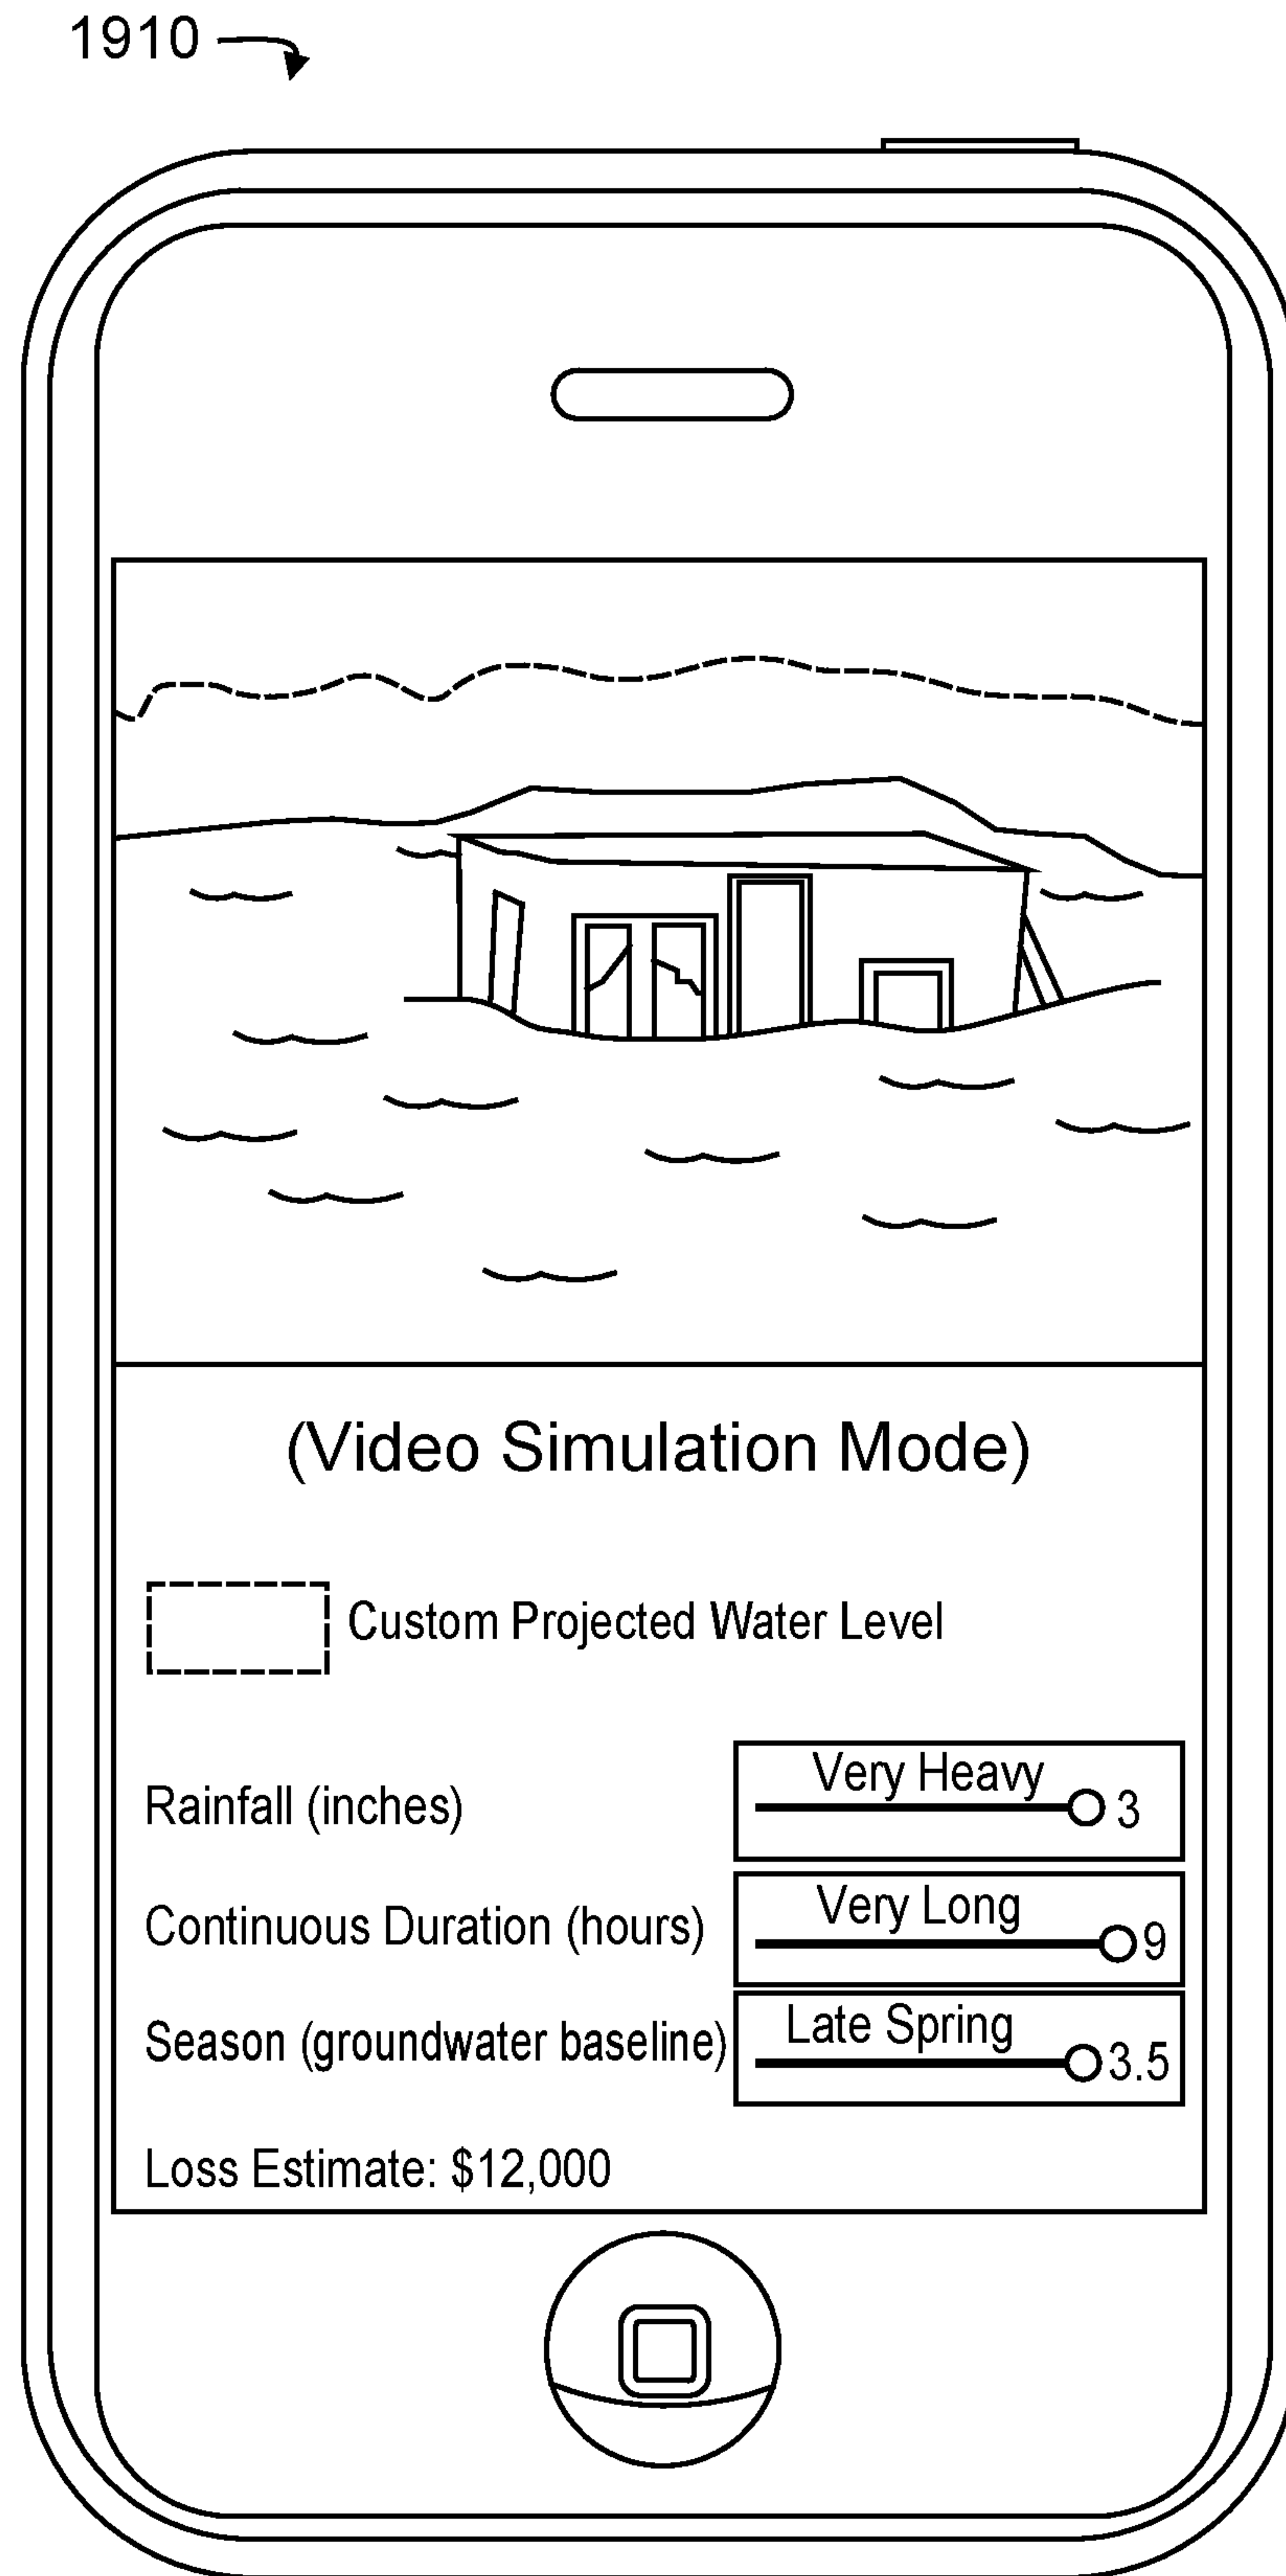 1910
(Video Simulation Mode)
Custom Projected Water Level
Rainfall (inches)
Very Heavy
3
Continuous Duration (hours)
Very Long
9
Season (groundwater baseline)
Late Spring
3.5
Loss Estimate: $12,000